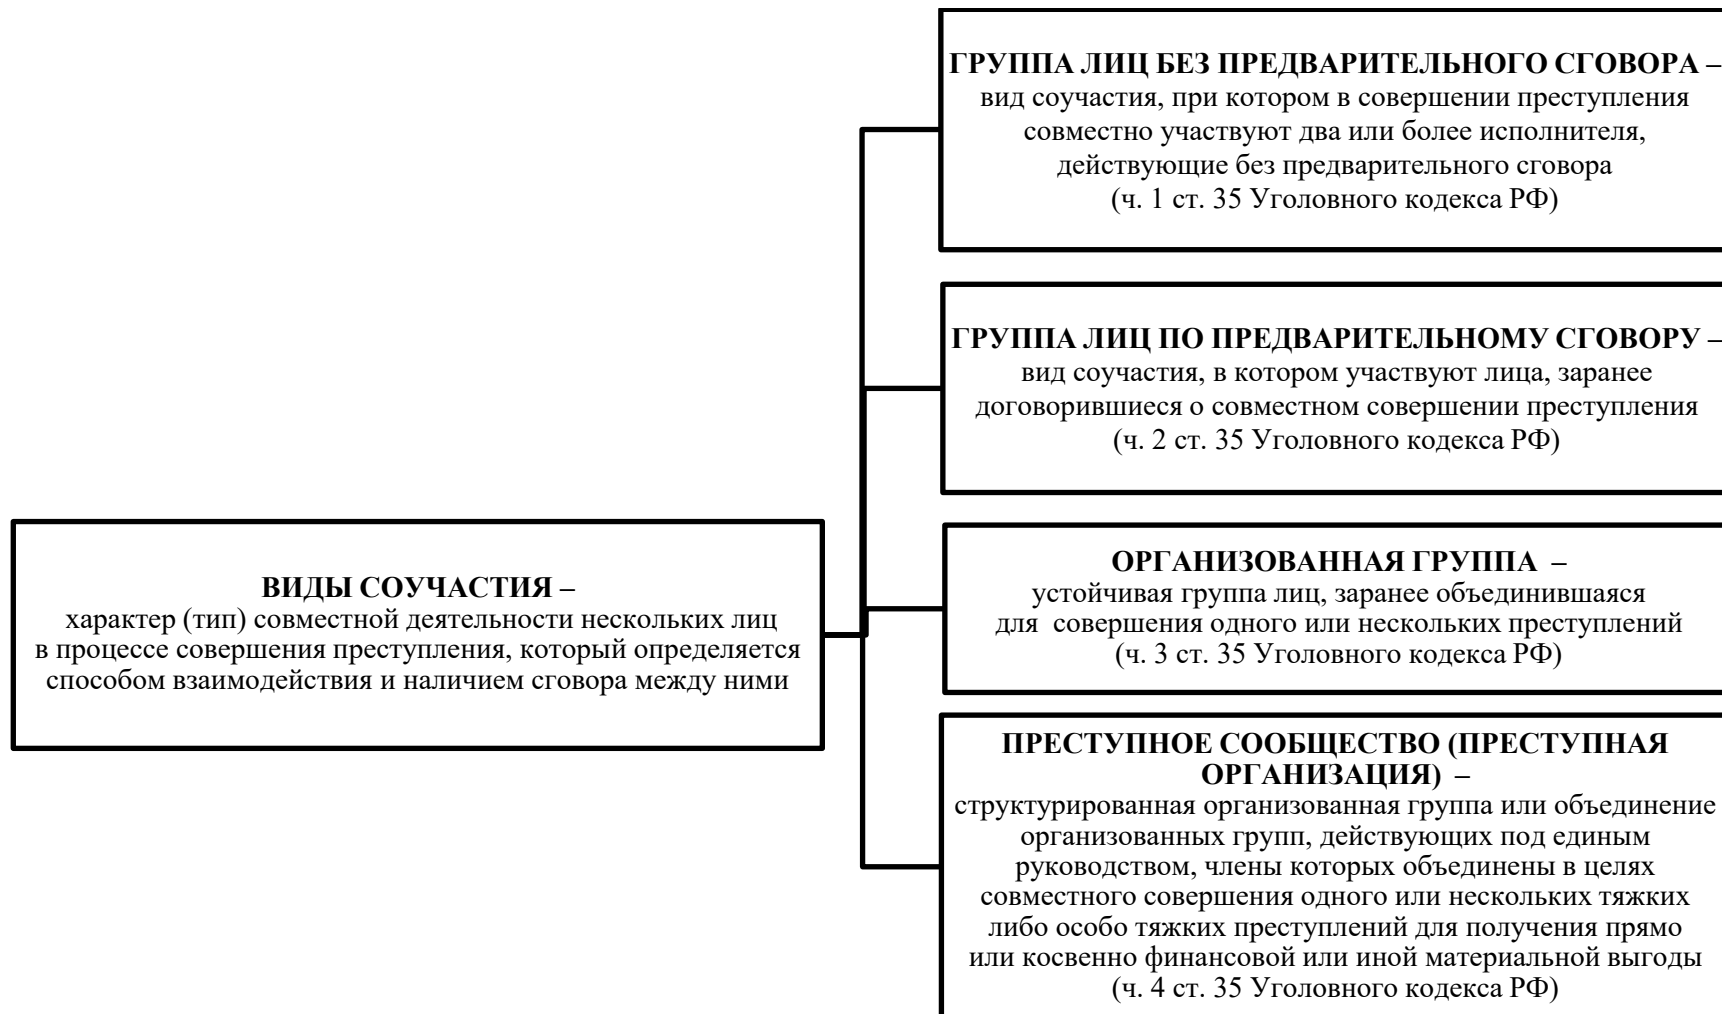 ГРУППА ЛИЦ БЕЗ ПРЕДВАРИТЕЛЬНОГО СГОВОРА –
вид соучастия, при котором в совершении преступления
совместно участвуют два или более исполнителя,
действующие без предварительного сговора
(ч. 1 ст. 35 Уголовного кодекса РФ)
ГРУППА ЛИЦ ПО ПРЕДВАРИТЕЛЬНОМУ СГОВОРУ –
вид соучастия, в котором участвуют лица, заранее
договорившиеся о совместном совершении преступления
(ч. 2 ст. 35 Уголовного кодекса РФ)
ВИДЫ СОУЧАСТИЯ –
характер (тип) совместной деятельности нескольких лиц
в процессе совершения преступления, который определяется
способом взаимодействия и наличием сговора между ними
ОРГАНИЗОВАННАЯ ГРУППА –
устойчивая группа лиц, заранее объединившаяся
для совершения одного или нескольких преступлений
(ч. 3 ст. 35 Уголовного кодекса РФ)
ПРЕСТУПНОЕ СООБЩЕСТВО (ПРЕСТУПНАЯ
ОРГАНИЗАЦИЯ) –
структурированная организованная группа или объединение
организованных групп, действующих под единым
руководством, члены которых объединены в целях
совместного совершения одного или нескольких тяжких
либо особо тяжких преступлений для получения прямо
или косвенно финансовой или иной материальной выгоды
(ч. 4 ст. 35 Уголовного кодекса РФ)